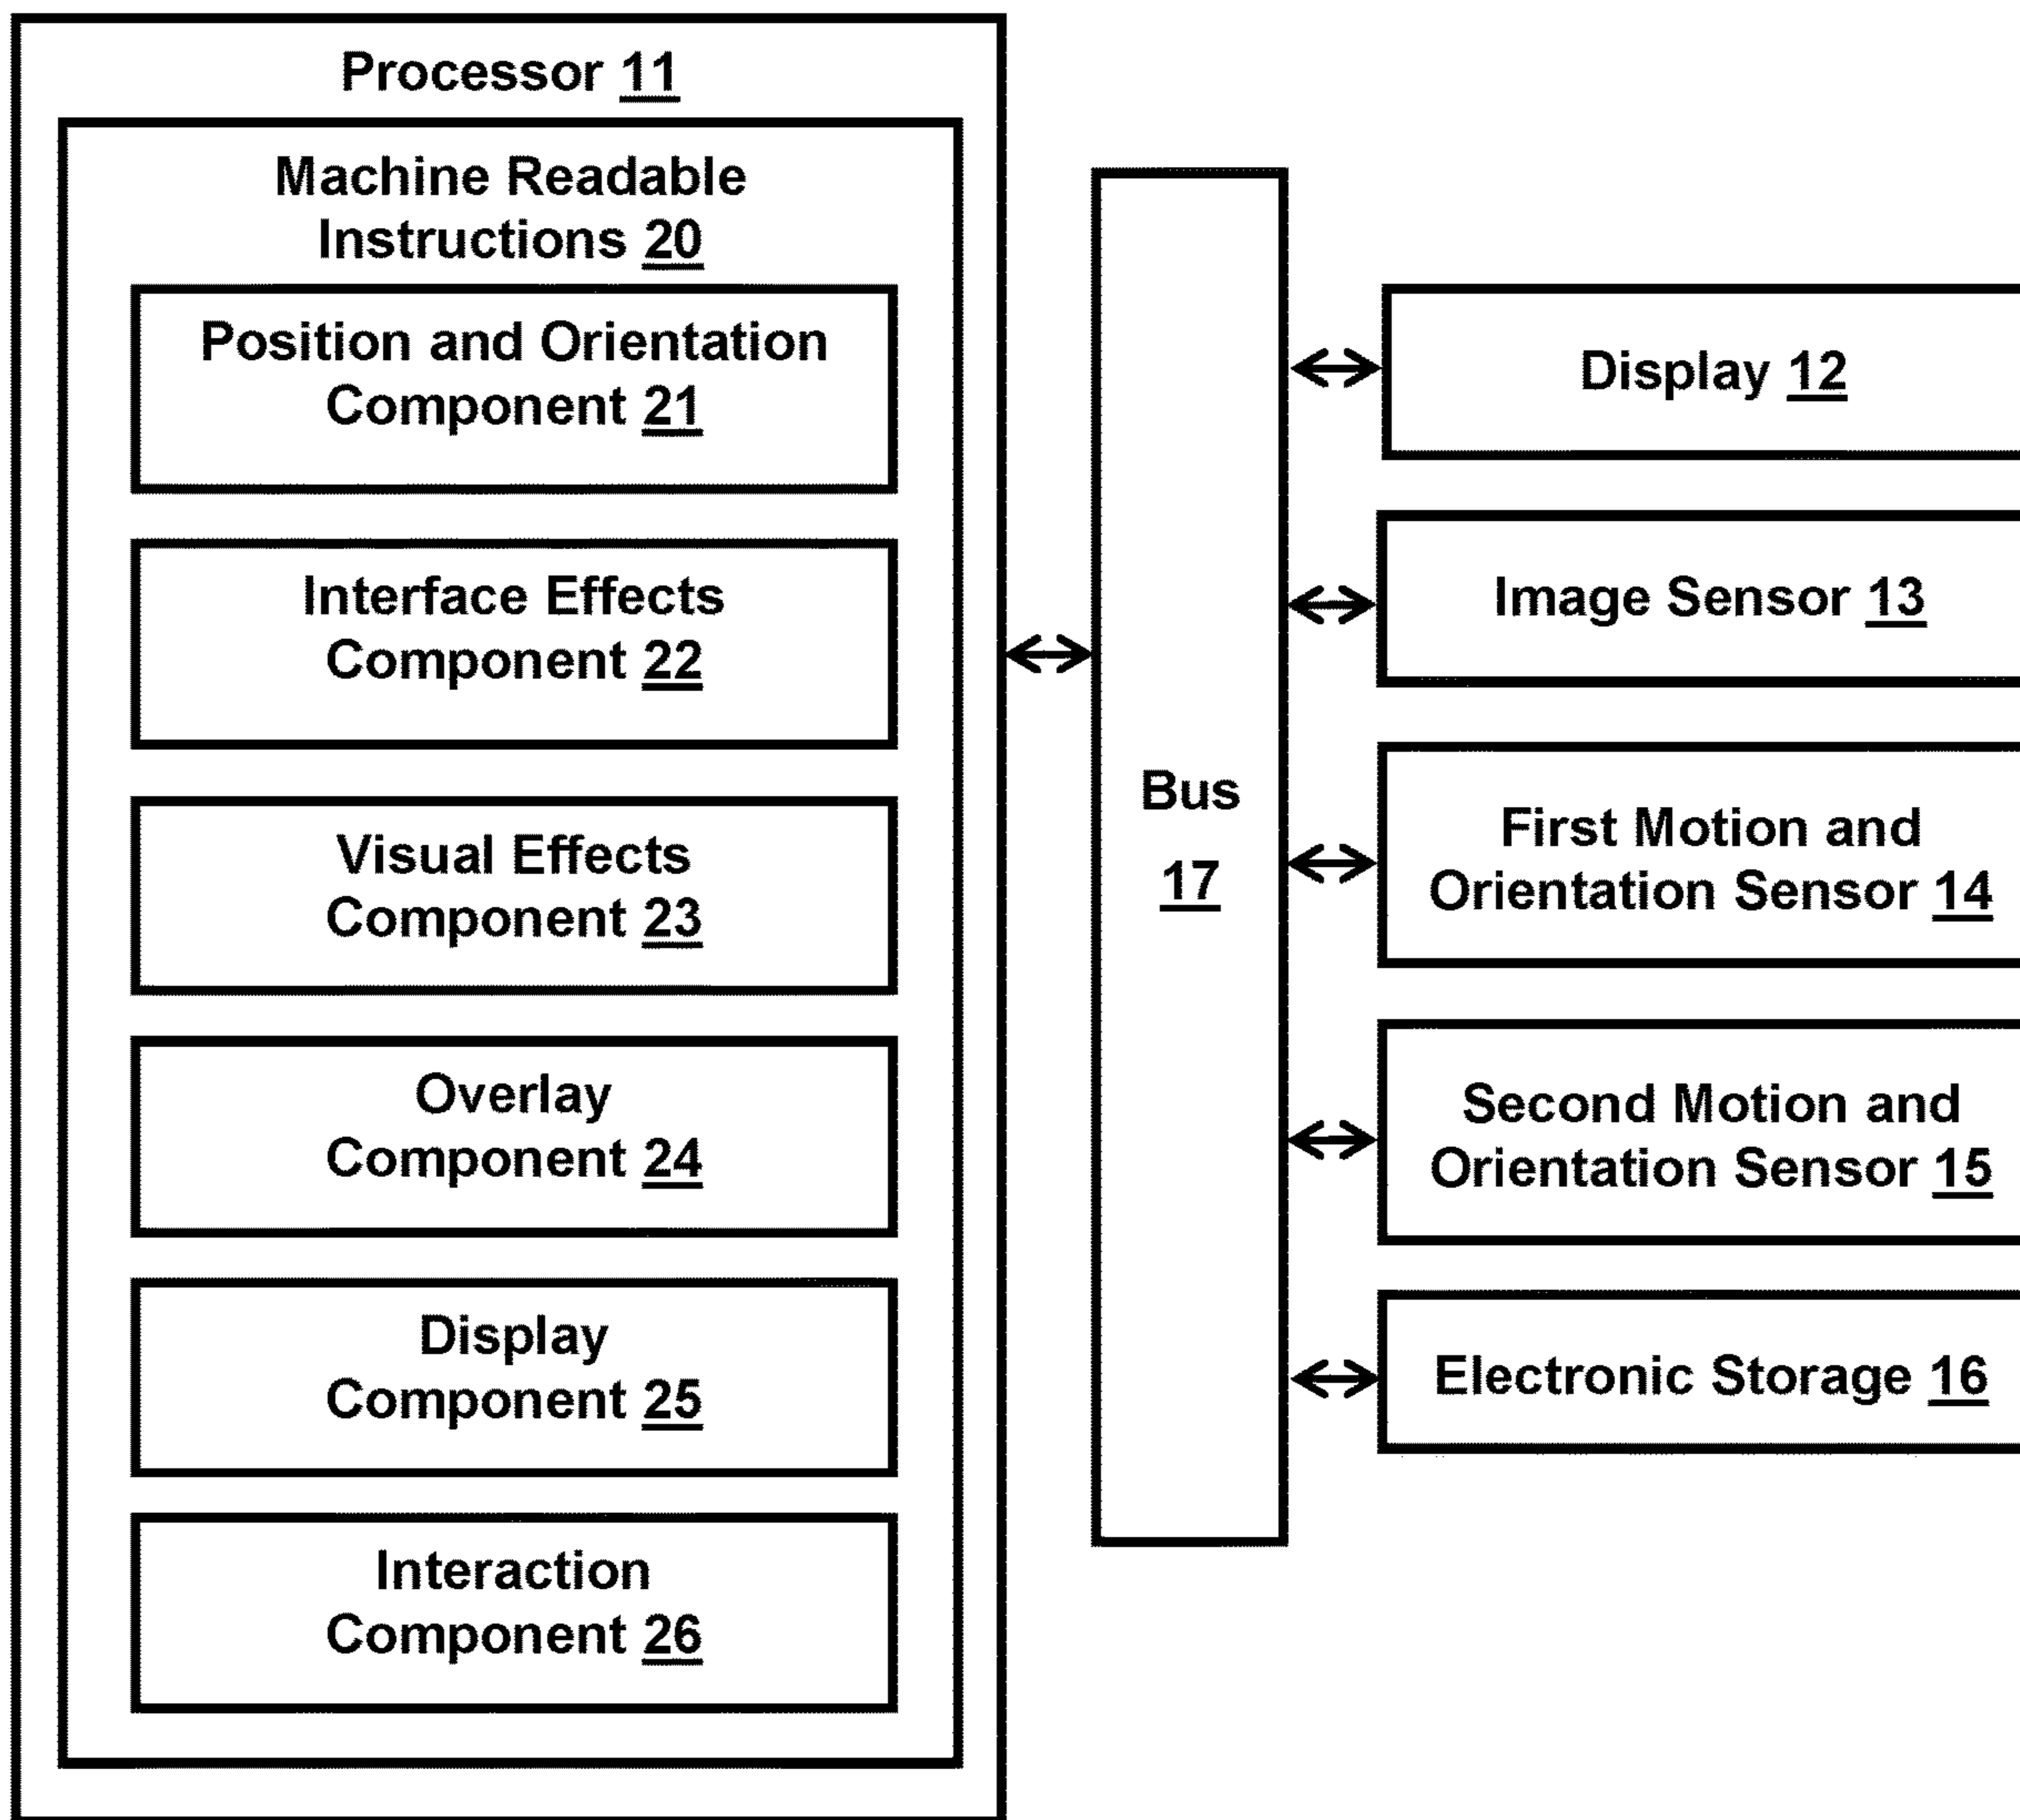 Processor 11
Machine Readable
Instructions 20
Position and Orientation
Component 21
Interface Effects
Component 22
Visual Effects
Component 23
Overlay
Component 24
Display
Component 25
Interaction
Component 26
Bus
17
Display 12
Image Sensor 13
First Motion and
Orientation Sensor 14
Second Motion and
Orientation Sensor 15
Electronic Storage 16